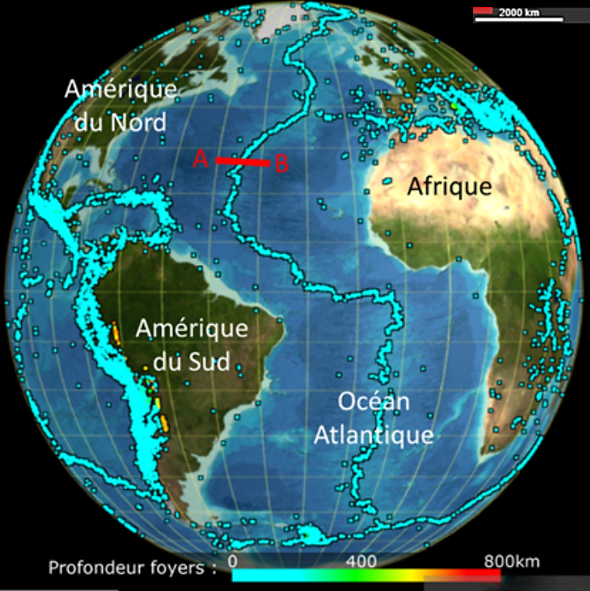 2000 km
Amérique
du Nord
A
B
Afrique
Amérique
du Sud
Océan
Atlantique
Profondeur foyers :
0
400
800km